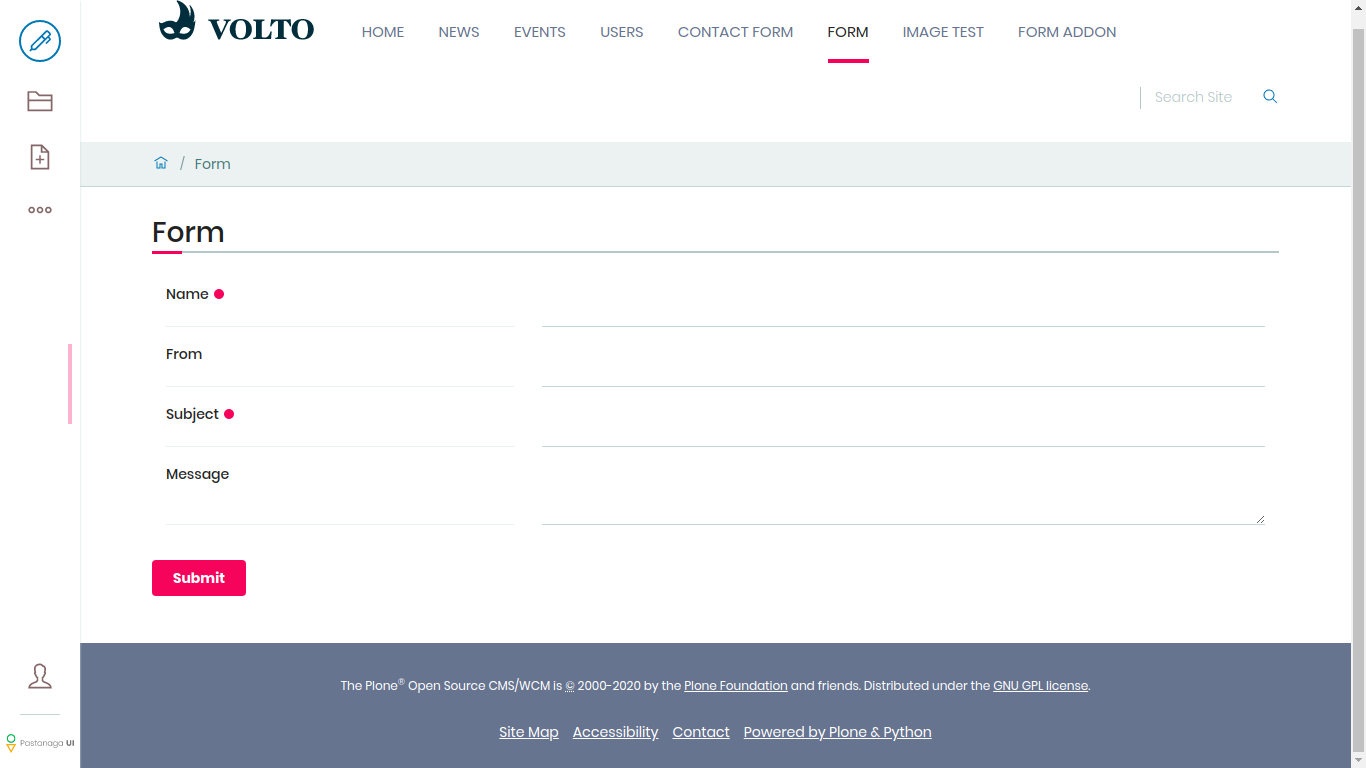 VOLTO
HOME NEWS EVENTS USERS CONTACT FORM FORM IMAGE TEST FORM ADDON
Search Site
/ Form
Form
Name
From
Subject
Message
Submit
The Plone® Open Source CMS/WCM is © 2000-2020 by the Plone Foundation and friends. Distributed under the GNU GPL license.
Site Map Accessibility Contact Powered by Plone & Python
Pastanaga UI